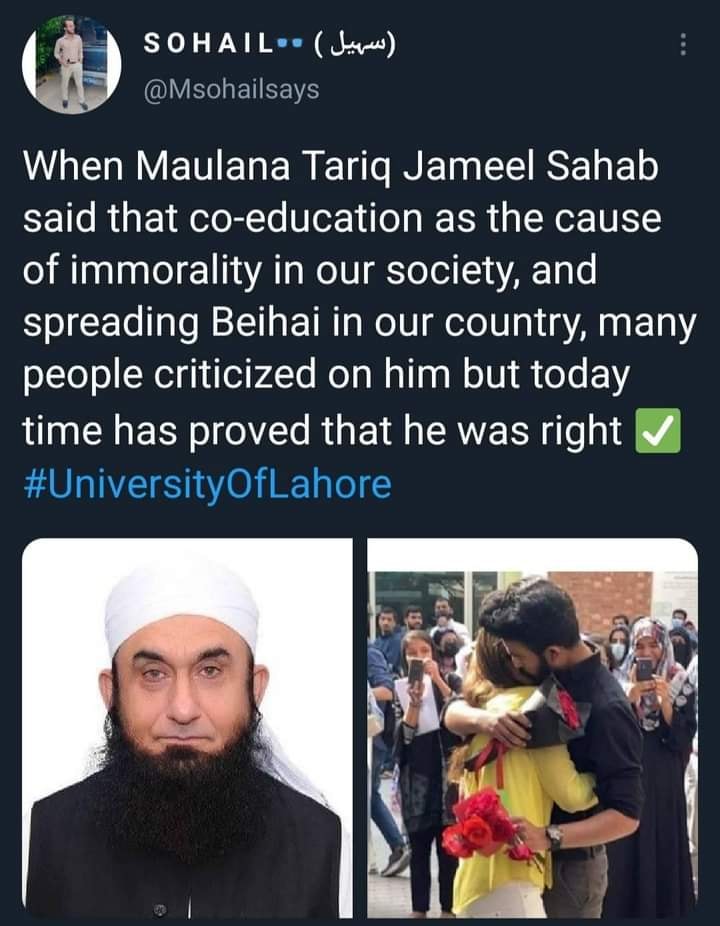 SOHAIL•• (سہیل)
@Msohailsays
When Maulana Tariq Jameel Sahab
said that co-education as the cause
of immorality in our society, and
spreading Beihai in our country, many
people criticized on him but today
time has proved that he was right ✅
#UniversityOfLahore